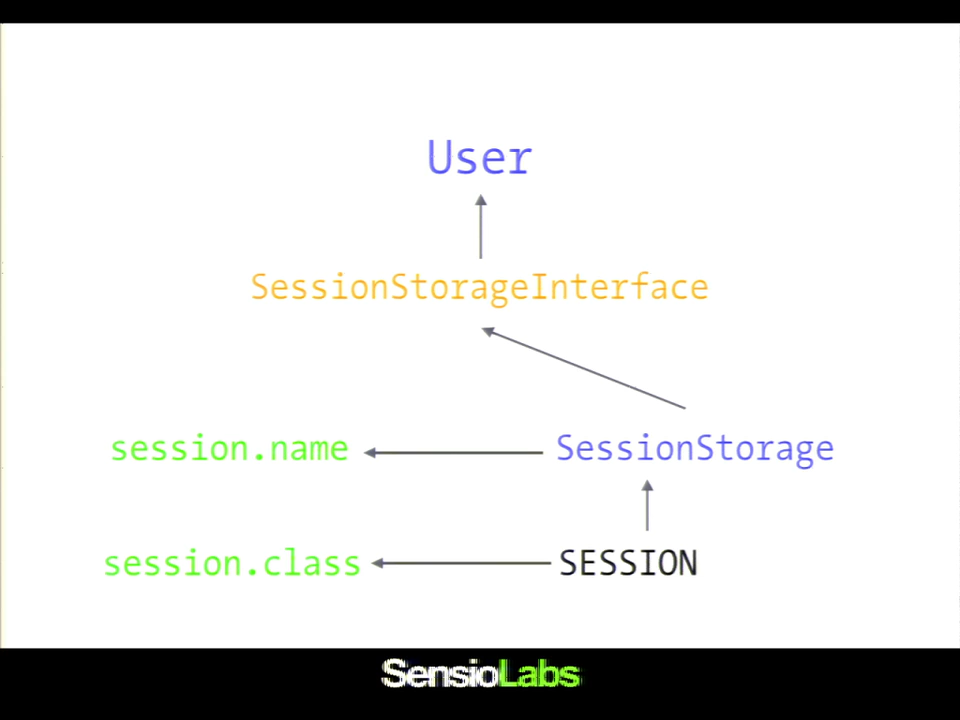 User
SessionStorageInterface
session.name SessionStorage
session.class SESSION
SensioLabs